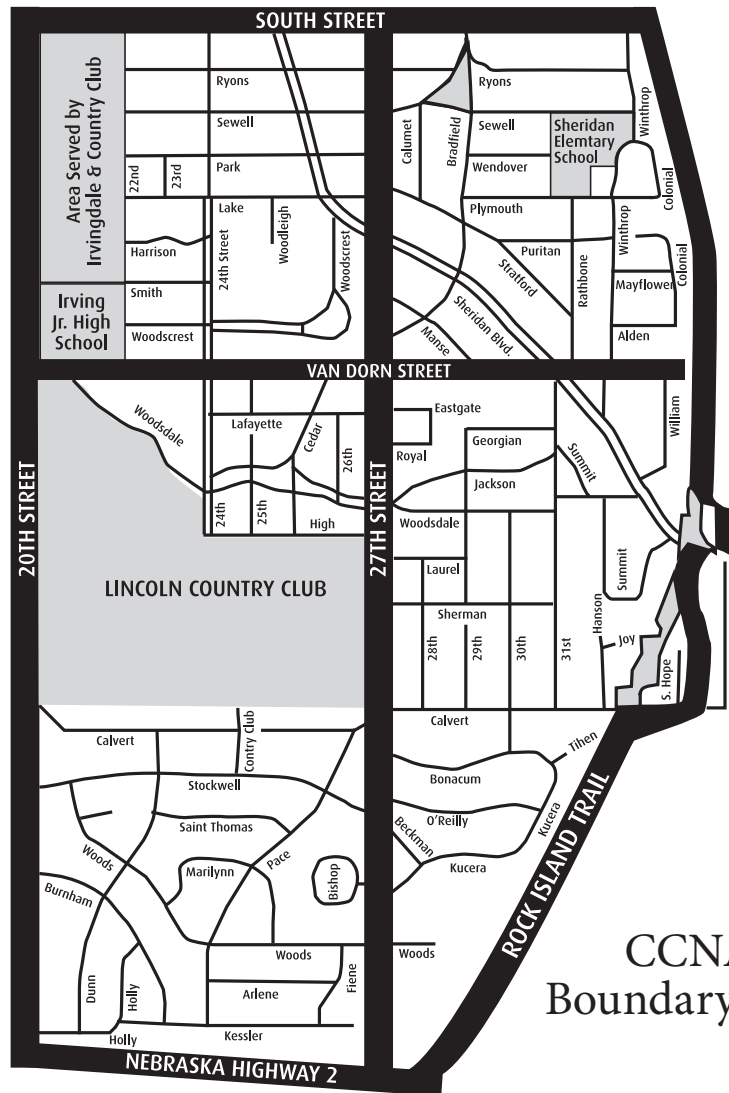 SOUTH STREET
Area Served by
Irvingdale & Country Club
Ryons
Sewell
Park
22nd
23rd
Lake
24th Street
Woodleigh
Woodscrest
Harrison
Smith
Irving
Jr. High
School
Woodscrest
Calumet
Bradfield
Ryons
Sewell
Wendover
Sheridan
Elemtary
School
Winthrop
Colonial
Plymouth
Puritan
Stratford
Rathbone
Winthrop
Colonial
Mayflower
Alden
Sheridan Blvd.
Manse
VAN DORN STREET
Woodsdale
Lafayette
Cedar
26th
24th
25th
High
Eastgate
Royal
Georgian
Jackson
Summit
William
Woodsdale
20TH STREET
27TH STREET
LINCOLN COUNTRY CLUB
Laurel
Sherman
28th
29th
30th
31st
Hanson
Joy
Summit
S. Hope
Calvert
Contry Club
Calvert
Stockwell
Saint Thomas
Woods
Marilynn
Pace
Bishop
Burnham
Dunn
Holly
Woods
Arlene
Fiene
Kessler
Holly
Tihen
Bonacum
O'Reilly
Kucera
Beckman
Kucera
Woods
ROCK ISLAND TRAIL
NEBRASKA HIGHWAY 2
CCNA
Boundary